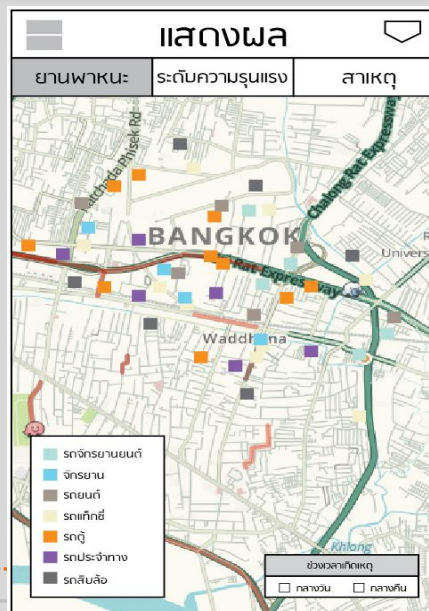 แสดงผล
ยานพาหนะ
ระดับความรุนแรง
สาเหตุ
Ratchada Phisek Rd
Chalong Rat Expressway
BANGKOK
Rat Expressway
Univers
Watthana
รถจักรยานยนต์
จักรยาน
รถยนต์
รถแท็กซี่
รถตู้
รถประจำทาง
รถสิบล้อ
Khlong
ช่วงเวลาเกิดเหตุ
กลางวัน
กลางคืน